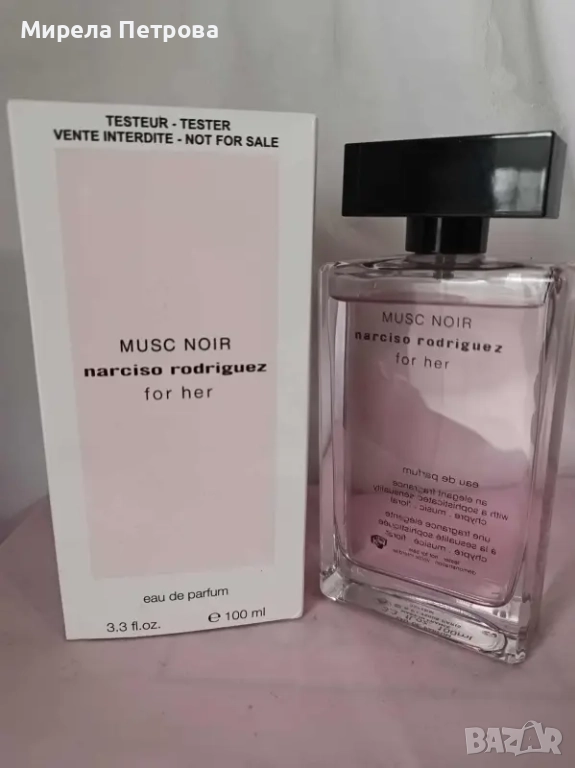 Мирела Петрова
TESTEUR - TESTER
VENTE INTERDITE - NOT FOR SALE
MUSC NOIR
narciso rodriguez
for her
eau de parfum
3.3 fl.oz. e 100 ml
MUSC NOIR
narciso rodriguez
for her
eau de parfum
an elegant fragrance
with a sophisticated sensuality
chypre . musc . floral
une fragrance élégante
à la sensualité sophistiquée
chypre . musc . floral
BAZAR